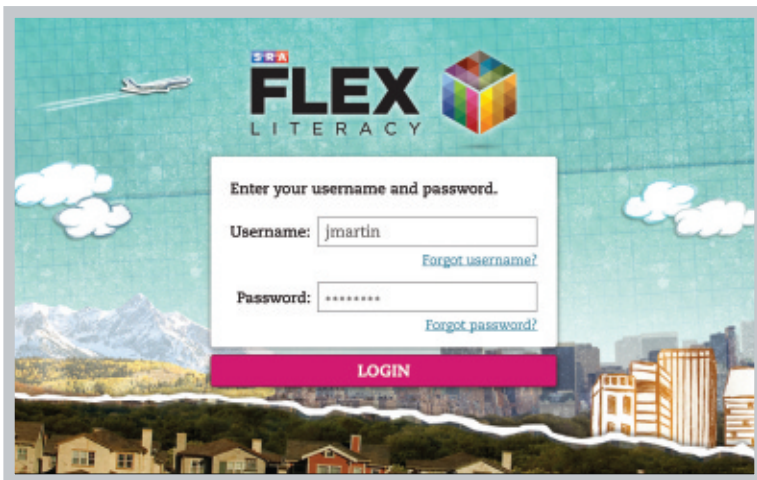 SRA
FLEX
LITERACY
Enter your username and password.
Username: jmartin
Forgot username?
Password: ********
Forgot password?
LOGIN